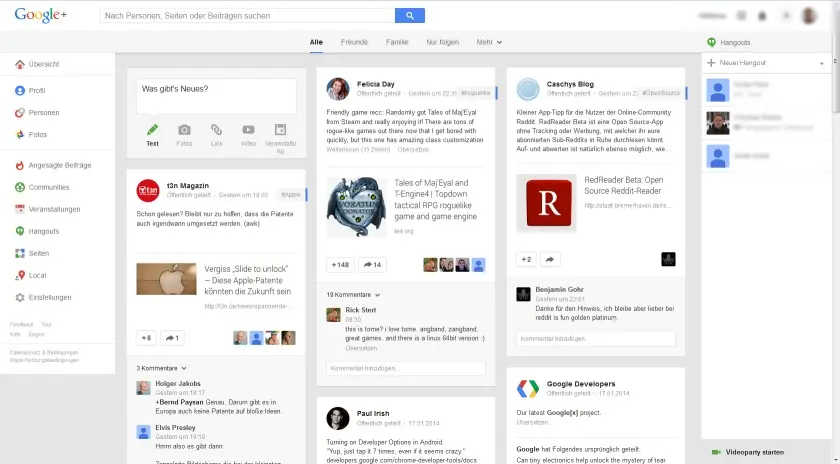 Google+
Nach Personen, Seiten oder Beiträgen suchen
Alle
Freunde
Familie
Nur folgen
Mehr
Hangouts
Neuer Hangout
Übersicht
Profil
Personen
Fotos
Angesagte Beiträge
Communities
Veranstaltungen
Hangouts
Seiten
Local
Einstellungen
Feedback Tour
Hilfe Region
Datenschutz & Bedingungen
Maps-Nutzungsbedingungen
Was gibt's Neues?
Text
Fotos
Link
Video
Veranstaltu
ng
t3n Magazin
Öffentlich geteilt - Gestern um 19:20
#Apple
Schon gelesen? Bleibt nur zu hoffen, dass die Patente
auch irgendwann umgesetzt werden. (awk)
Vergiss „Slide to unlock"
– Diese Apple-Patente
könnten die Zukunft sein
+8
1
3 Kommentare
Holger Jakobs
Gestern um 19:17
+Bernd Paysan Genau. Darum gibt es in
Europa auch keine Patente auf bloße Ideen.
Elvis Presley
Gestern um 19:19
Hmm also es gibt dann:
Felicia Day
Öffentlich geteilt - Gestern um 22:31
#roguelike
Friendly game recc: Randomly got Tales of Maj'Eyal
from Steam and really enjoying it! There are tons of
rogue-like games out there now that I get bored with
quickly, but this one has amazing class customization
Weiterlesen (11 Zeilen) Übersetzen
Tales of Maj'Eyal and
T-Engine4 | Topdown
tactical RPG roguelike
game and game engine
te4.org
+148
14
19 Kommentare
Rick Stert
08:30
this is tome? i love tome. angband, zangband.
great games. and there is a linux 64bit version :)
Übersetzen
Kommentar hinzufügen...
Paul Irish
Öffentlich geteilt - 17.01.2014
Turning on Developer Options in Android.
"Yup, just tap it 7 times, even if it seems crazy."
developers.google.com/chrome-developer-tools/docs
Caschys Blog
Öffentlich geteilt - Gestern um 22:
#OpenSource
Kleiner App-Tipp für die Nutzer der Online-Community
Reddit. RedReader Beta ist eine Open Source-App
ohne Tracking oder Werbung, mit welcher ihr eure
abonnierten Sub-Reddits in Ruhe durchlesen könnt.
Auf- und abwerten ist natürlich ebenso möglich, wie ...
RedReader Beta: Open
Source Reddit-Reader
http://stadt-bremerhaven.de/re...
+2
Benjamin Gohr
Gestern um 23:01
Danke für den Hinweis, ich bleibe aber lieber bei
reddit is fun golden platinum.
Kommentar hinzufügen...
Google Developers
Öffentlich geteilt - 17.01.2014
Our latest Google[x] project.
Übersetzen
Google hat Folgendes ursprünglich geteilt:
Can tiny electronics help unlock the mystery of tear
Videoparty starten